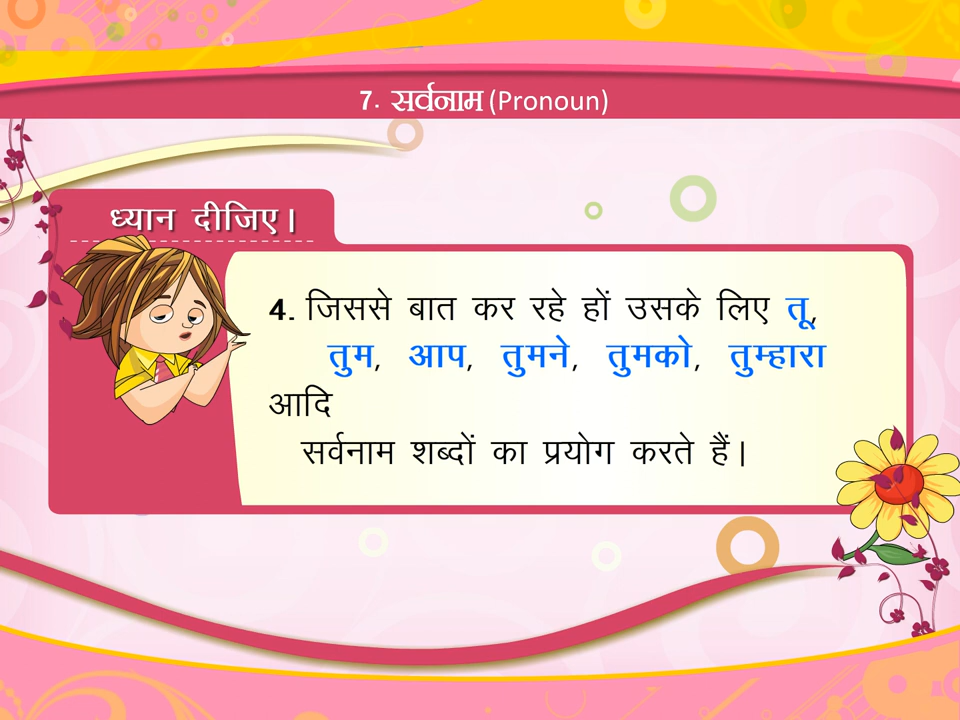 7. सर्वनाम (Pronoun)
ध्यान दीजिए।
4. जिससे बात कर रहे हों उसके लिए तू,
तुम, आप, तुमने, तुमको, तुम्हारा
आदि
सर्वनाम शब्दों का प्रयोग करते हैं।